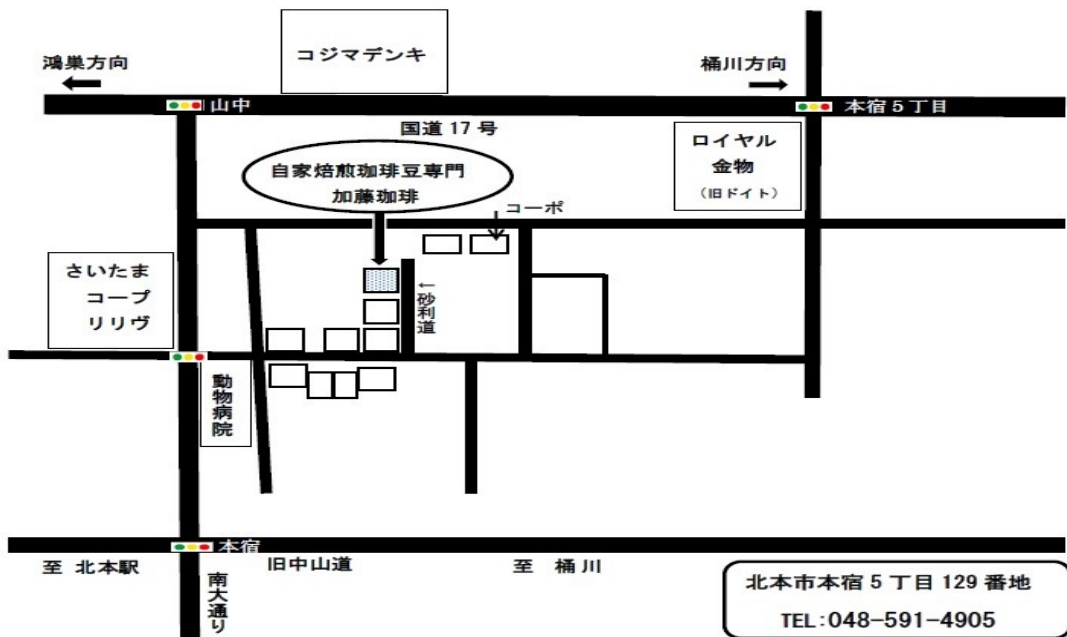 コジマデンキ
鴻巣方向
桶川方向
山中
本宿5丁目
国道17号
ロイヤル
金物
(旧ドイト)
自家焙煎珈琲豆専門
加藤珈琲
コーポ
さいたま
コープ
リリヴ
←砂利道
動物病院
本宿
至 北本駅
旧中山道
至 桶川
南大通り
北本市本宿5丁目129番地
TEL:048-591-4905